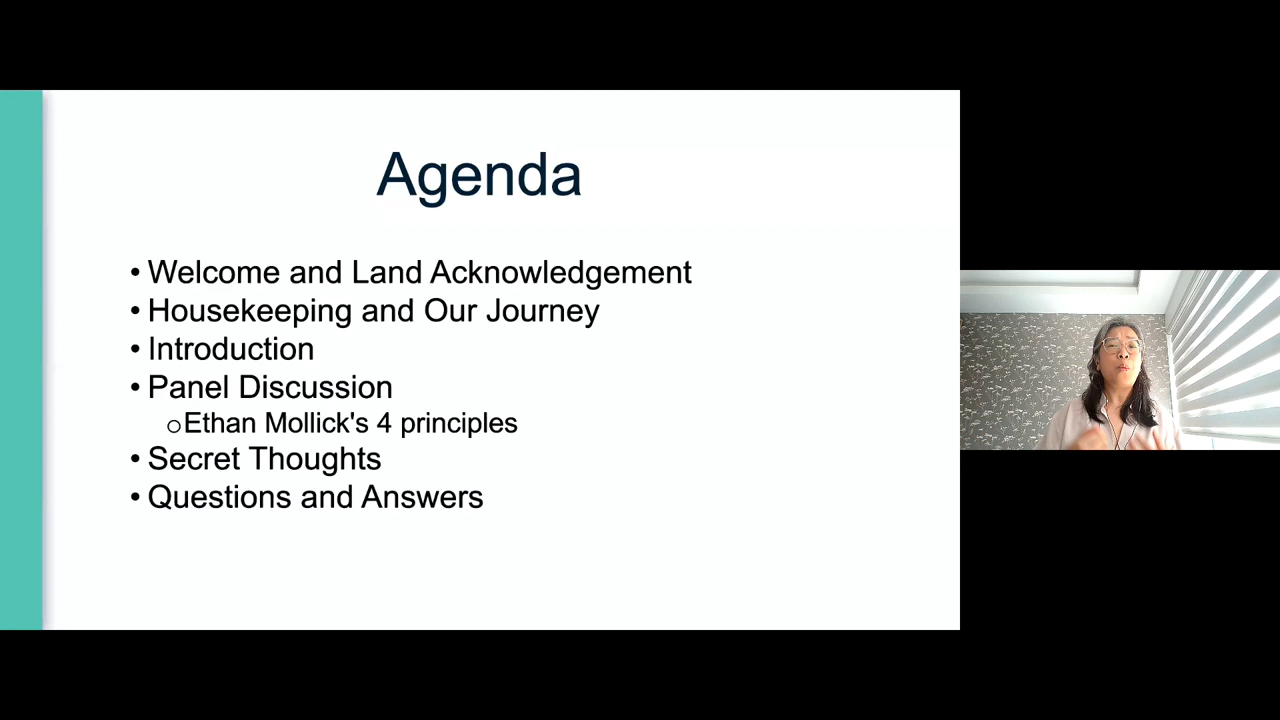 Agenda
• Welcome and Land Acknowledgement
• Housekeeping and Our Journey
• Introduction
• Panel Discussion
oEthan Mollick's 4 principles
• Secret Thoughts
• Questions and Answers